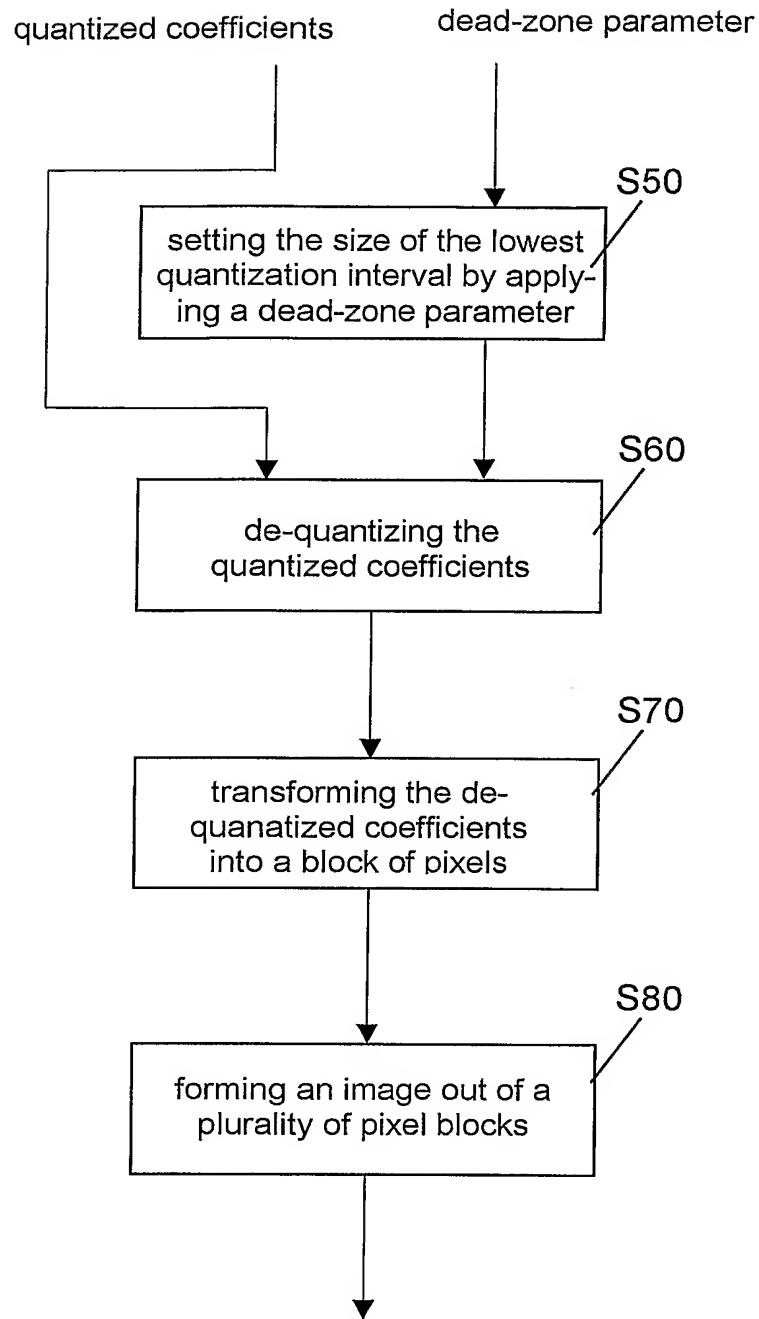 quantized coefficients
dead-zone parameter
S50
setting the size of the lowest
quantization interval by apply-
ing a dead-zone parameter
S60
de-quantizing the
quantized coefficients
S70
transforming the de-
quanatized coefficients
into a block of pixels
S80
forming an image out of a
plurality of pixel blocks